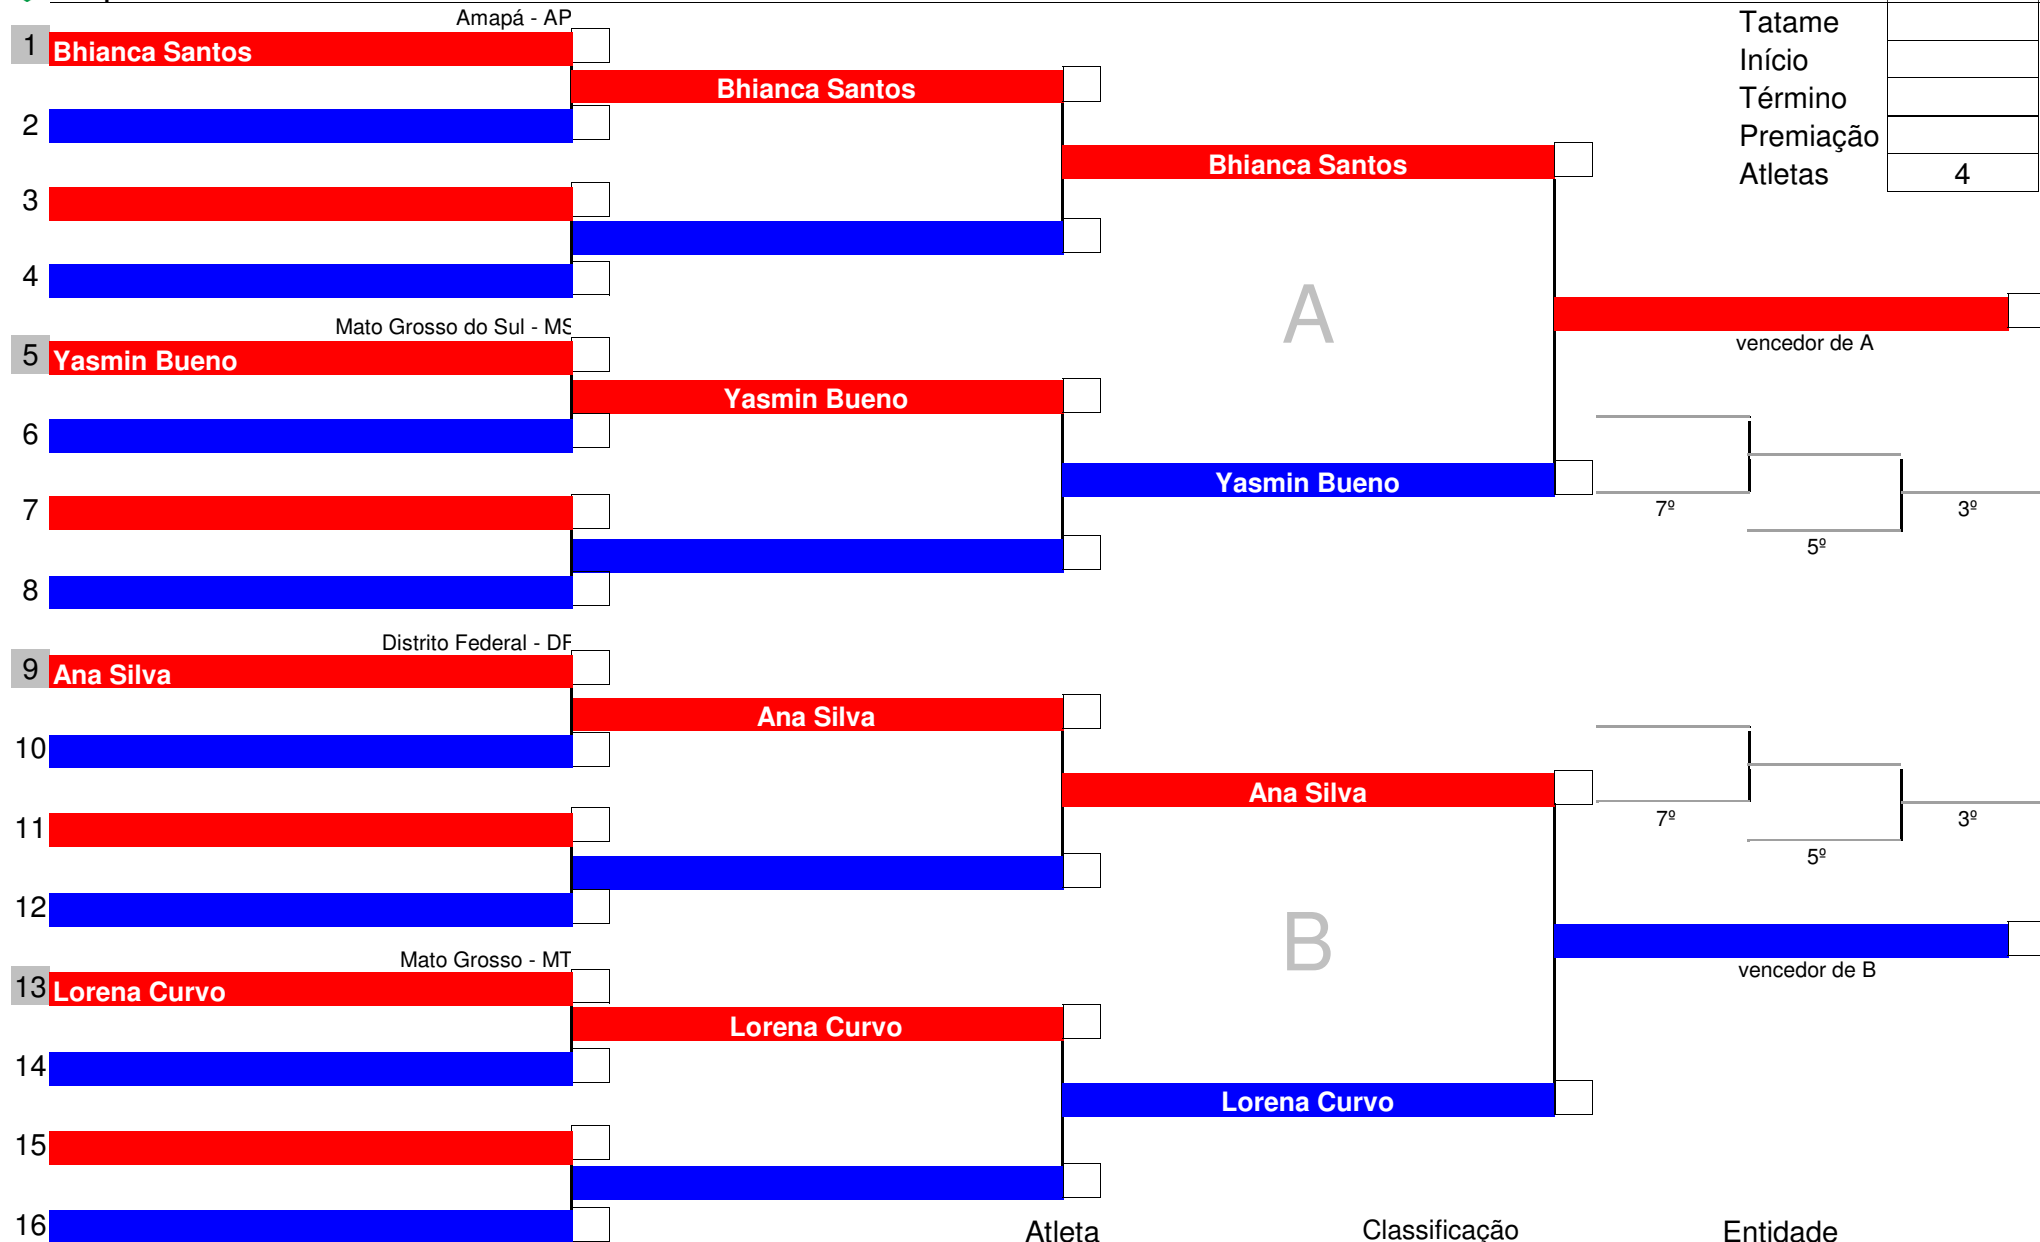 Amapá - AP
Tatame
1 Bhianca Santos
Início
Bhianca Santos
Término
2
Premiação
Bhianca Santos
Atletas 4
3
4
A
Mato Grosso do Sul - MS
vencedor de A
5 Yasmin Bueno
Yasmin Bueno
6
Yasmin Bueno
7
7º 3º
5º
8
Distrito Federal - DF
9 Ana Silva
Ana Silva
10
Ana Silva
11
7º 3º
5º
12
B
Mato Grosso - MT
vencedor de B
13 Lorena Curvo
Lorena Curvo
14
Lorena Curvo
15
16
Atleta Classificação Entidade